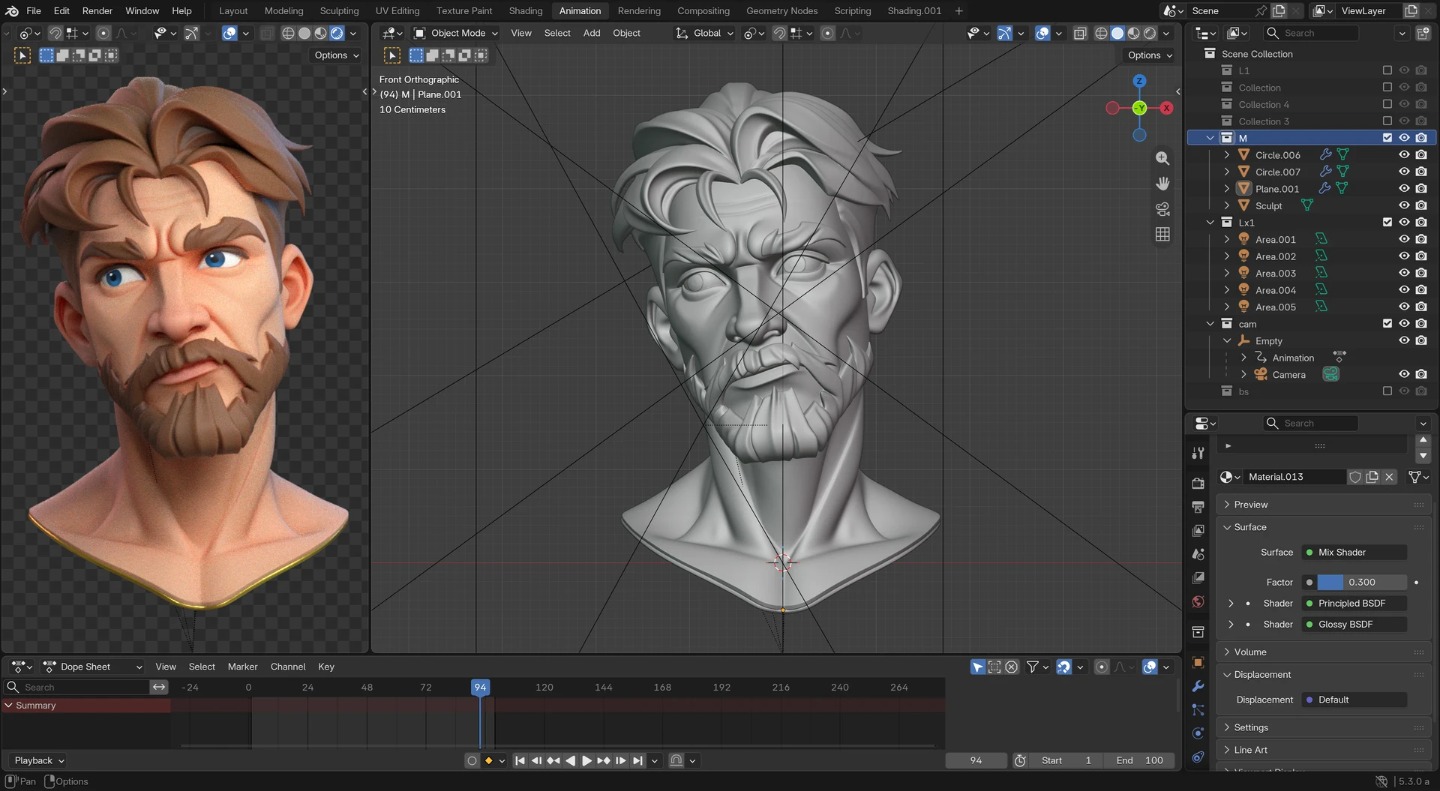 File Edit Render Window Help Layout Modeling Sculpting UV Editing Texture Paint Shading Animation Rendering Compositing Geometry Nodes Scripting Shading.001 + Scene ViewLayer
Object Mode View Select Add Object Global
Search
Options
Options
Front Orthographic
(94) M | Plane.001
10 Centimeters
Z
-Y
X
Scene Collection
L1
Collection
Collection 4
Collection 3
M
Circle.006
Circle.007
Plane.001
Sculpt
Lx1
Area.001
Area.002
Area.003
Area.004
Area.005
cam
Empty
Animation
Camera
bs
Search
Material.013
Preview
Surface
Surface Mix Shader
Factor 0.300
Shader Principled BSDF
Shader Glossy BSDF
Volume
Displacement
Displacement Default
Settings
Line Art
Dope Sheet View Select Marker Channel Key
Search
-24 0 24 48 72 94 120 144 168 192 216 240 264
Summary
Playback 94 Start 1 End 100
Pan Options 5.3.0 a